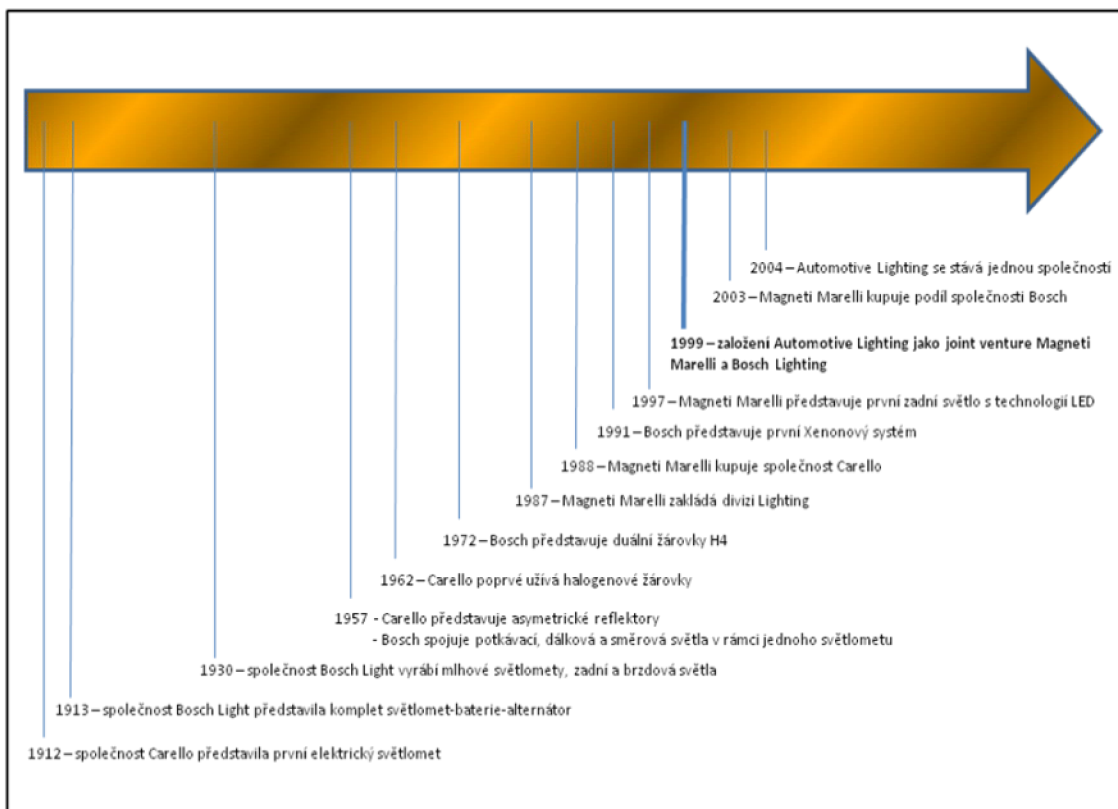 2004 – Automotive Lighting se stává jednou společností
2003 – Magneti Marelli kupuje podíl společnosti Bosch
1999 – založení Automotive Lighting jako joint venture Magneti
Marelli a Bosch Lighting
1997 – Magneti Marelli představuje první zadní světlo s technologií LED
1991 – Bosch představuje první Xenonový systém
1988 – Magneti Marelli kupuje společnost Carello
1987 – Magneti Marelli zakládá divizi Lighting
1972 – Bosch představuje duální žárovky H4
1962 – Carello poprvé užívá halogenové žárovky
1957 - Carello představuje asymetrické reflektory
- Bosch spojuje potkávací, dálková a směrová světla v rámci jednoho světlometu
1930 – společnost Bosch Light vyrábí mlhové světlomety, zadní a brzdová světla
1913 – společnost Bosch Light představila komplet světlomet-baterie-alternátor
1912 – společnost Carello představila první elektrický světlomet